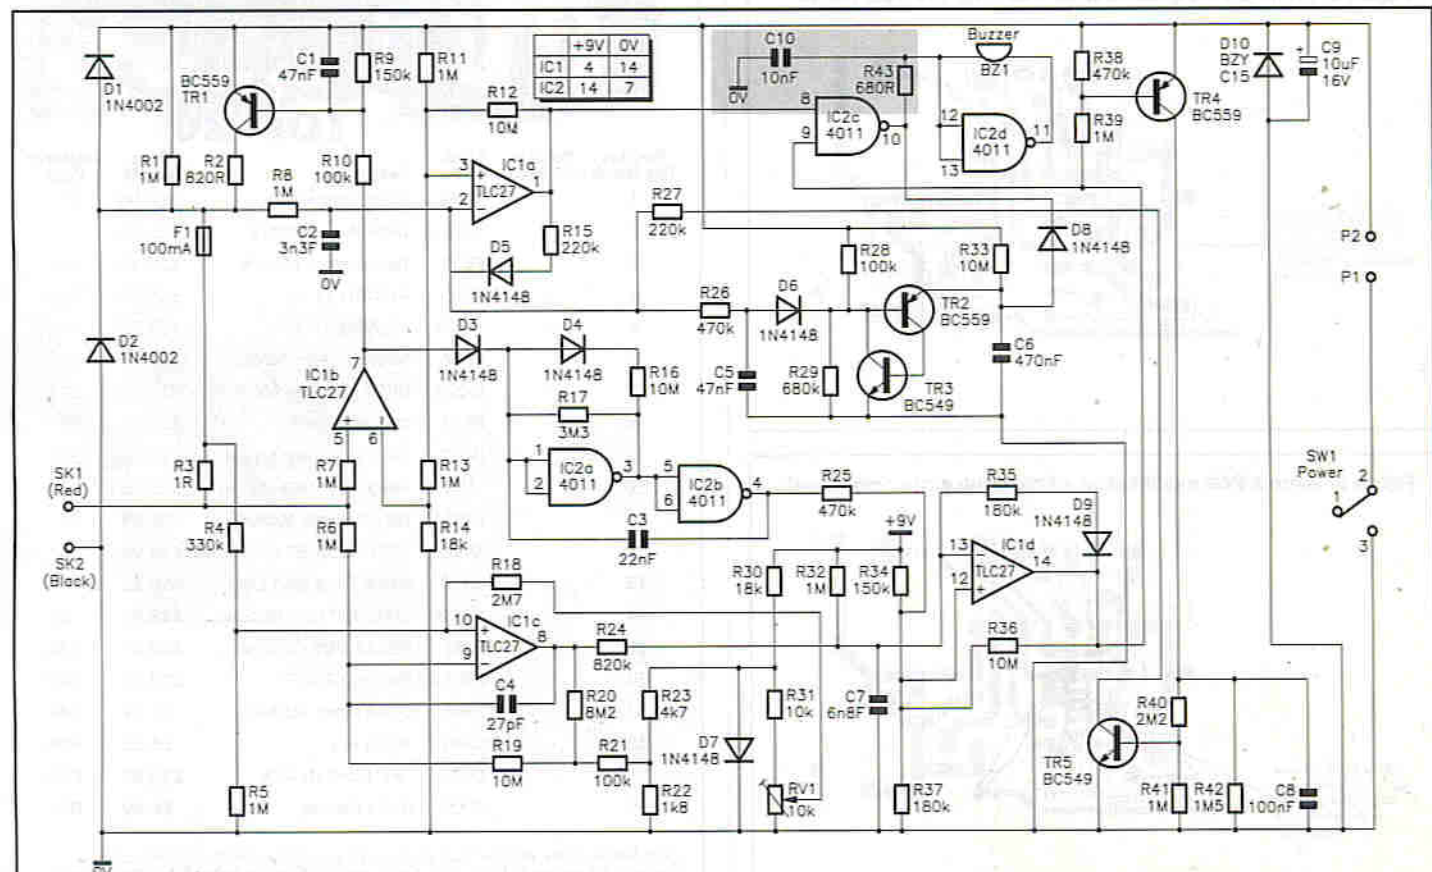 +9V 0V
IC1 4 14
IC2 14 7
D1
1N4002
BC559
TR1
C1
47nF
R9
150k
R11
1M
R12
10M
C10
10nF
0V
R43
680R
8
9
10
IC2c
4011
Buzzer
BZ1
12
13
11
IC2d
4011
R38
470k
R39
1M
TR4
BC559
D10
BZY
C15
+
C9
10uF
16V
R1
1M
R2
820R
R8
1M
R10
100k
F1
100mA
C2
3n3F
0V
3
2
1
+
−
IC1a
TLC27
R15
220k
D5
1N4148
R27
220k
R28
100k
R33
10M
D8
1N4148
P2
P1
D2
1N4002
7
IC1b
TLC27
+
5
6
D3
1N4148
D4
1N4148
R16
10M
R17
3M3
R26
470k
D6
1N4148
TR2
BC559
C5
47nF
R29
680k
TR3
BC549
C6
470nF
SK1
(Red)
SK2
(Black)
R3
1R
R4
330k
R7
1M
R6
1M
R13
1M
R14
18k
1
2
3
IC2a
4011
5
6
4
IC2b
4011
C3
22nF
R25
470k
+9V
R35
180k
D9
1N4148
13
12
14
−
+
IC1d
TLC27
SW1
Power
1
2
3
R18
2M7
10
9
8
+
−
IC1c
TLC27
R24
820k
R30
18k
R32
1M
R34
150k
R36
10M
C4
27pF
R20
8M2
R23
4k7
D7
1N4148
R31
10k
C7
6n8F
R19
10M
R21
100k
R22
1k8
RV1
10k
R37
180k
R5
1M
TR5
BC549
R40
2M2
R41
1M
R42
1M5
C8
100nF
0V